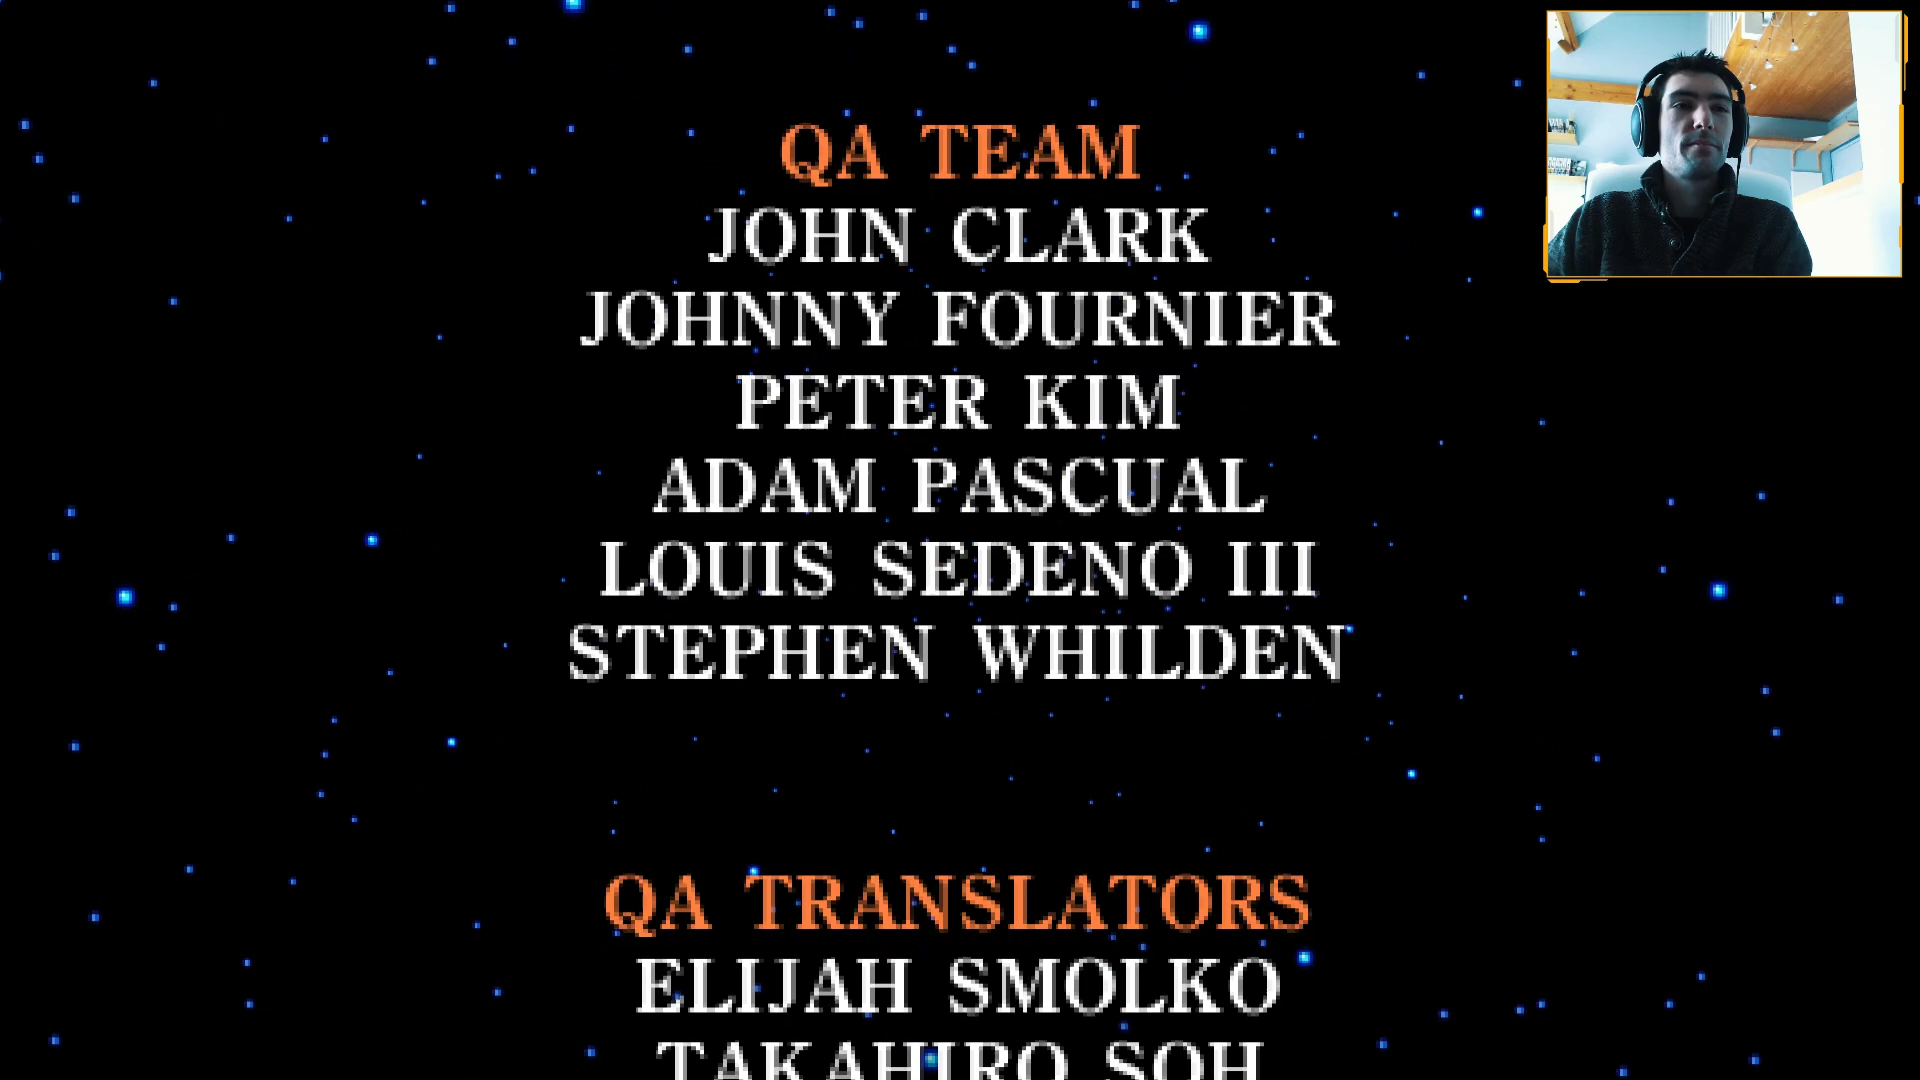 QA TEAM
JOHN CLARK
JOHNNY FOURNIER
PETER KIM
ADAM PASCUAL
LOUIS SEDENO III
STEPHEN WHILDEN
QA TRANSLATORS
ELIJAH SMOLKO
TAKAHIRO SOH